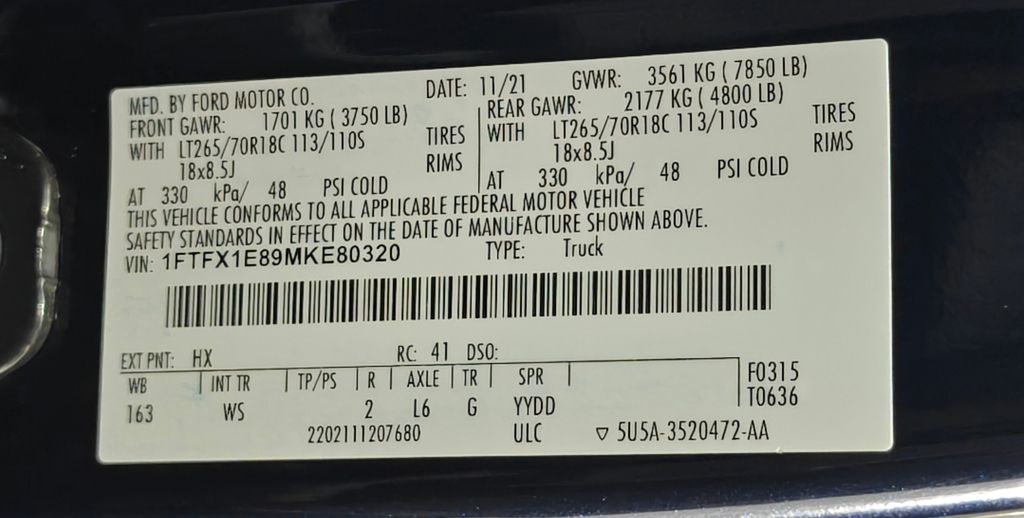 MFD. BY FORD MOTOR CO. DATE: 11/21 GVWR: 3561 KG ( 7850 LB)
FRONT GAWR: 1701 KG ( 3750 LB) REAR GAWR: 2177 KG ( 4800 LB)
WITH LT265/70R18C 113/110S TIRES WITH LT265/70R18C 113/110S TIRES
18x8.5J RIMS 18x8.5J RIMS
AT 330 kPa/ 48 PSI COLD AT 330 kPa/ 48 PSI COLD
THIS VEHICLE CONFORMS TO ALL APPLICABLE FEDERAL MOTOR VEHICLE
SAFETY STANDARDS IN EFFECT ON THE DATE OF MANUFACTURE SHOWN ABOVE.
VIN: 1FTFX1E89MKE80320 TYPE: Truck
EXT PNT: HX RC: 41 DSO:
WB INT TR TP/PS R AXLE TR SPR F0315
163 WS 2 L6 G YYDD T0636
2202111207680 ULC ▽ 5U5A-3520472-AA